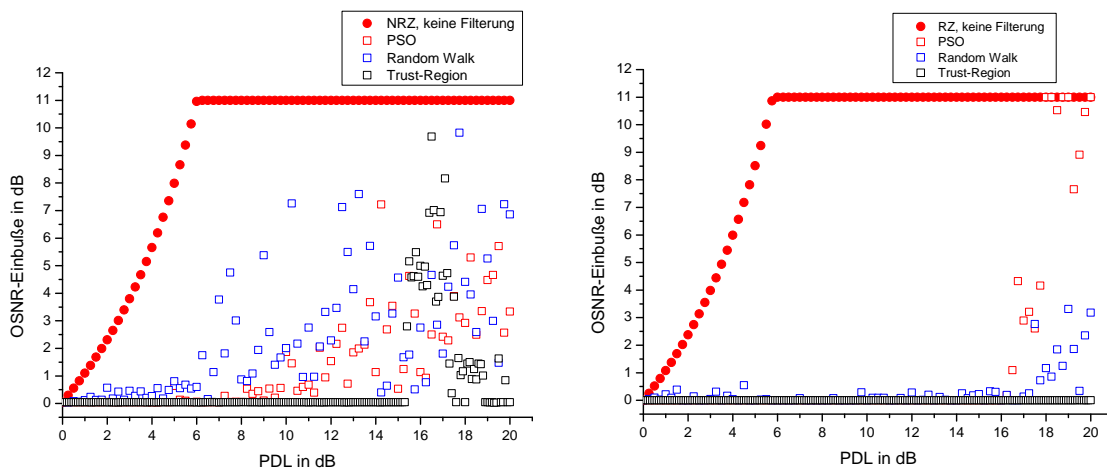 NRZ, keine Filterung
PSO
Random Walk
Trust-Region
12
11
10
9
8
7
6
5
4
3
2
1
0
OSNR-Einbuße in dB
0 2 4 6 8 10 12 14 16 18 20
PDL in dB
RZ, keine Filterung
PSO
Random Walk
Trust-Region
12
11
10
9
8
7
6
5
4
3
2
1
0
OSNR-Einbuße in dB
0 2 4 6 8 10 12 14 16 18 20
PDL in dB